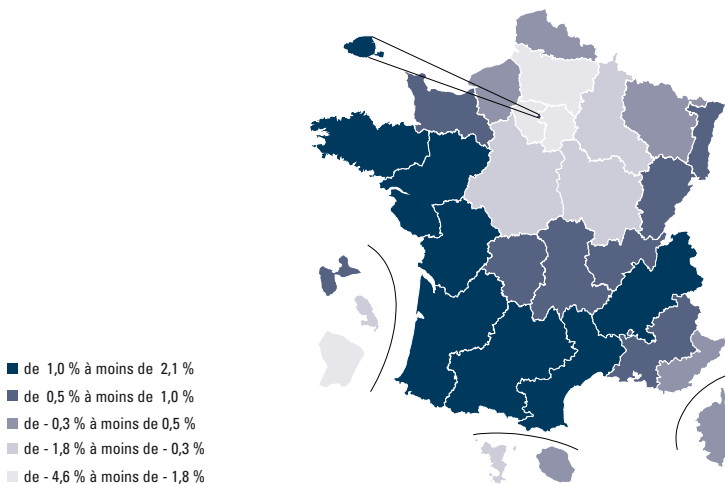 de 1,0 % à moins de 2,1 %
de 0,5 % à moins de 1,0 %
de - 0,3 % à moins de 0,5 %
de - 1,8 % à moins de - 0,3 %
de - 4,6 % à moins de - 1,8 %